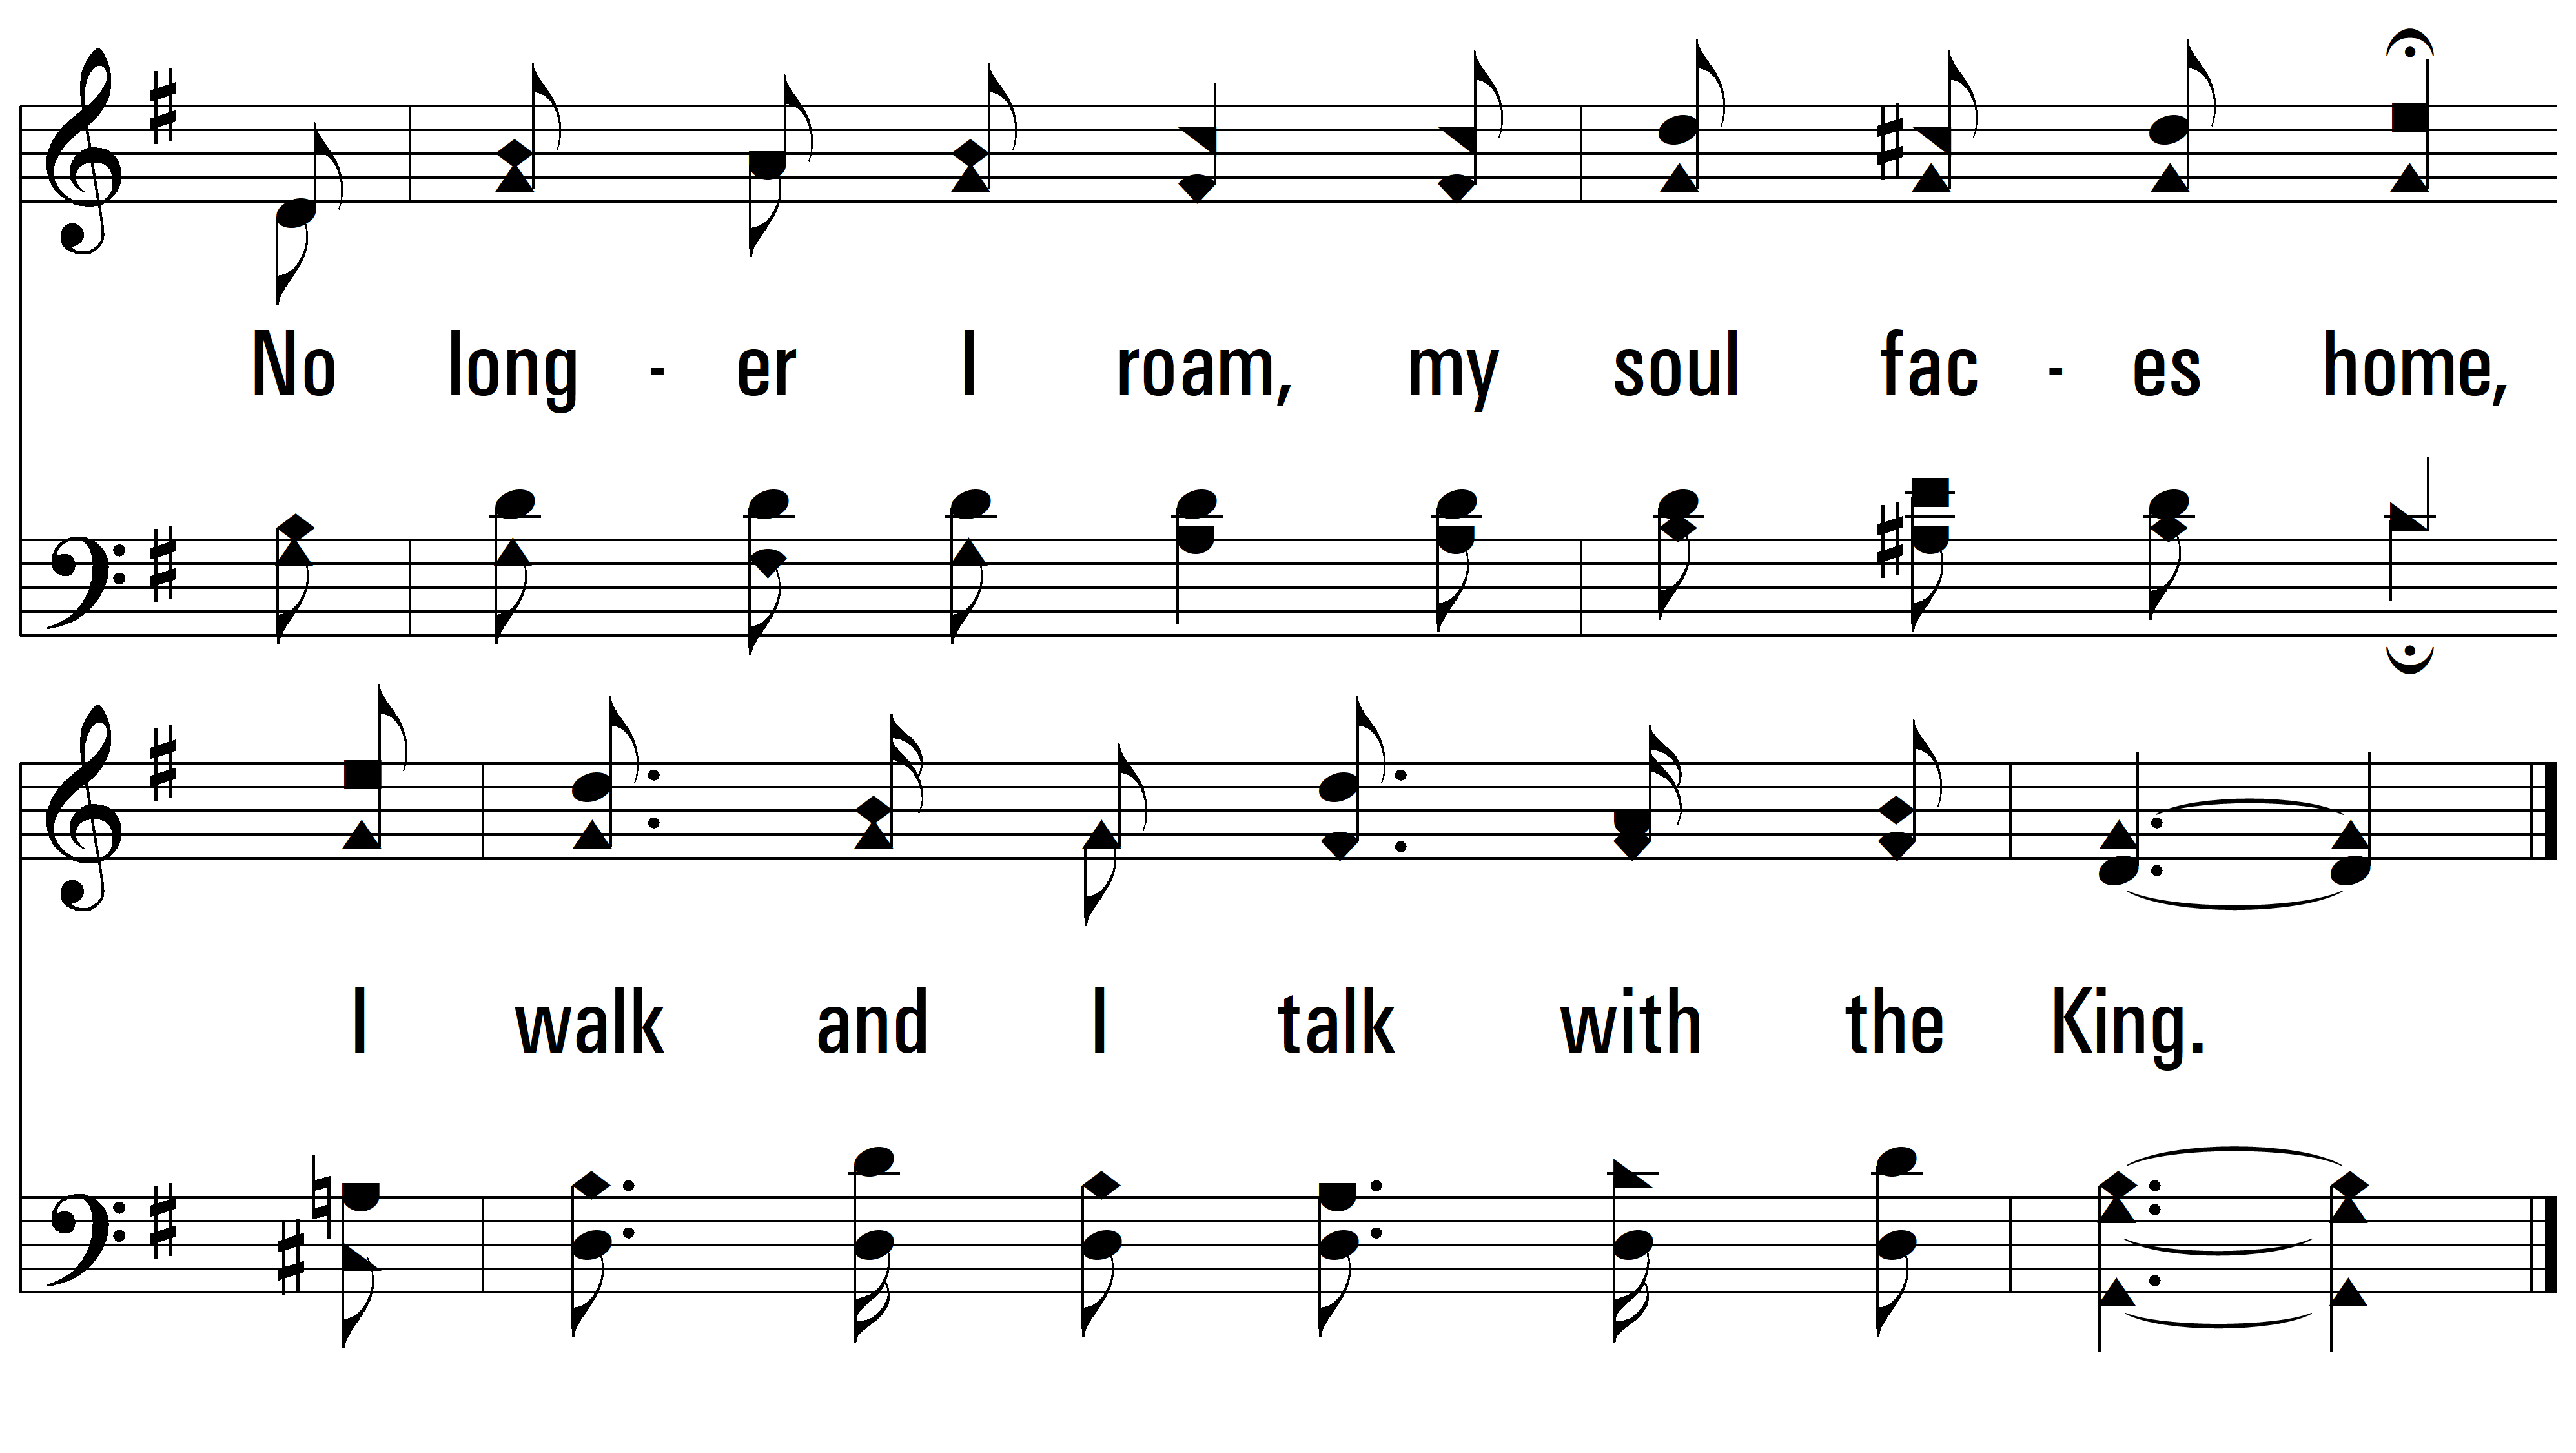 No long - er I roam, my soul fac - es home,
I walk and I talk with the King.